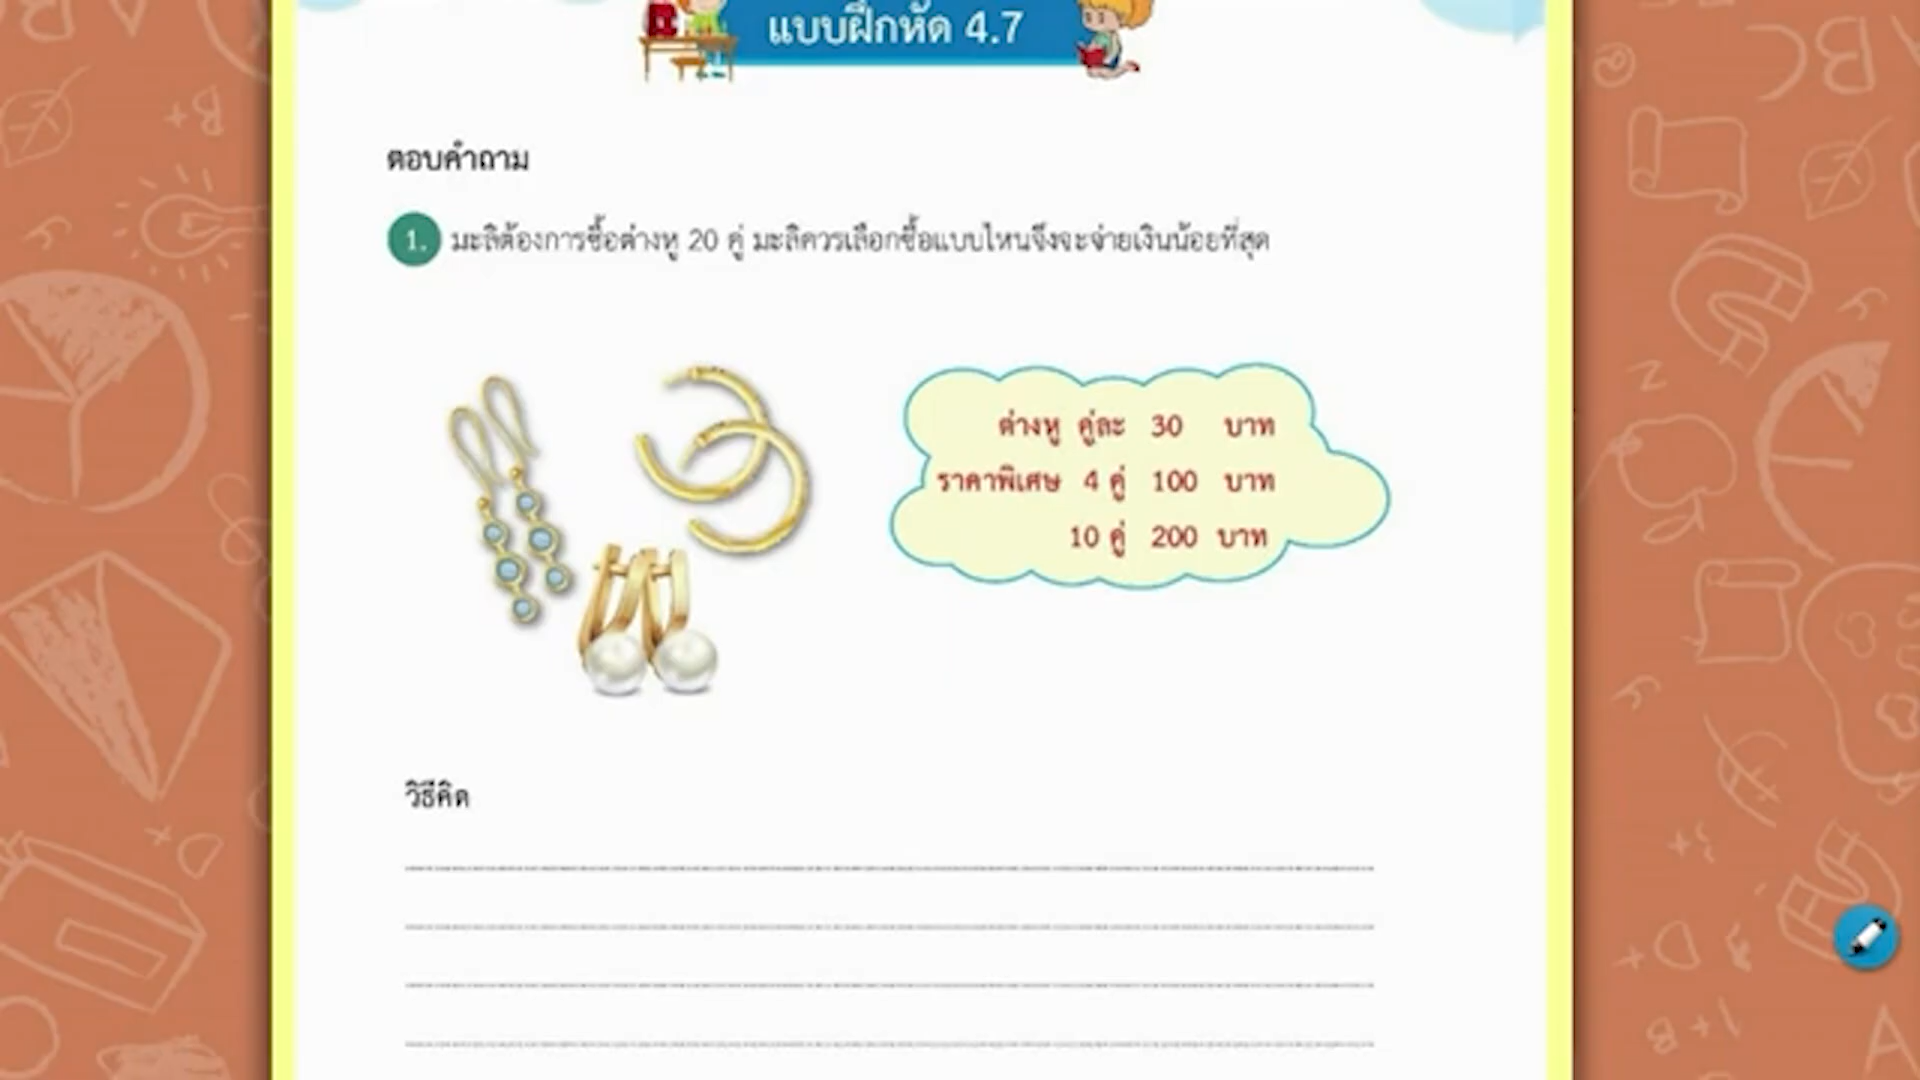 แบบฝึกหัด 4.7
ตอบคำถาม
1. มะลิต้องการซื้อต่างหู 20 คู่ มะลิควรเลือกซื้อแบบไหนจึงจะจ่ายเงินน้อยที่สุด
ต่างหู คู่ละ 30 บาท
ราคาพิเศษ 4 คู่ 100 บาท
10 คู่ 200 บาท
วิธีคิด